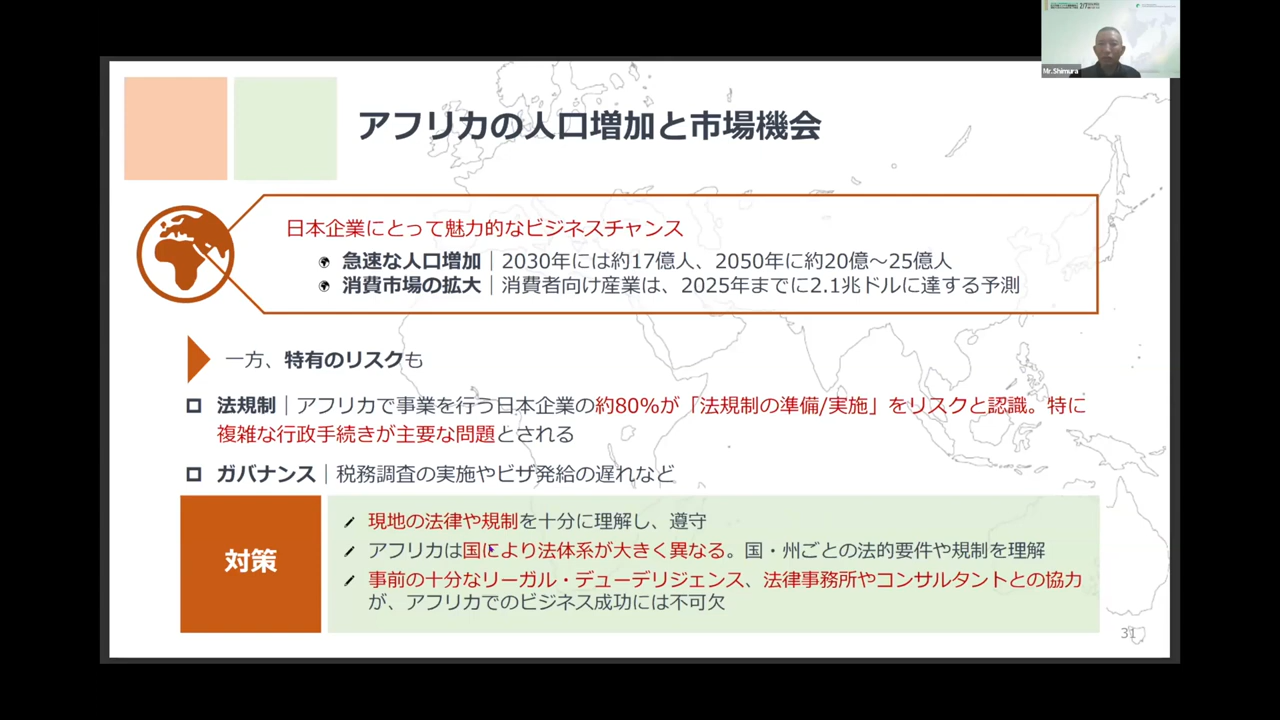 Mr.Shimura
アフリカの人口増加と市場機会
日本企業にとって魅力的なビジネスチャンス
急速な人口増加｜2030年には約17億人、2050年に約20億～25億人
消費市場の拡大｜消費者向け産業は、2025年までに2.1兆ドルに達する予測
一方、特有のリスクも
法規制｜アフリカで事業を行う日本企業の約80%が「法規制の準備/実施」をリスクと認識。特に
複雑な行政手続きが主要な問題とされる
ガバナンス｜税務調査の実施やビザ発給の遅れなど
対策
現地の法律や規制を十分に理解し、遵守
アフリカは国により法体系が大きく異なる。国・州ごとの法的要件や規制を理解
事前の十分なリーガル・デューデリジェンス、法律事務所やコンサルタントとの協力
が、アフリカでのビジネス成功には不可欠
31